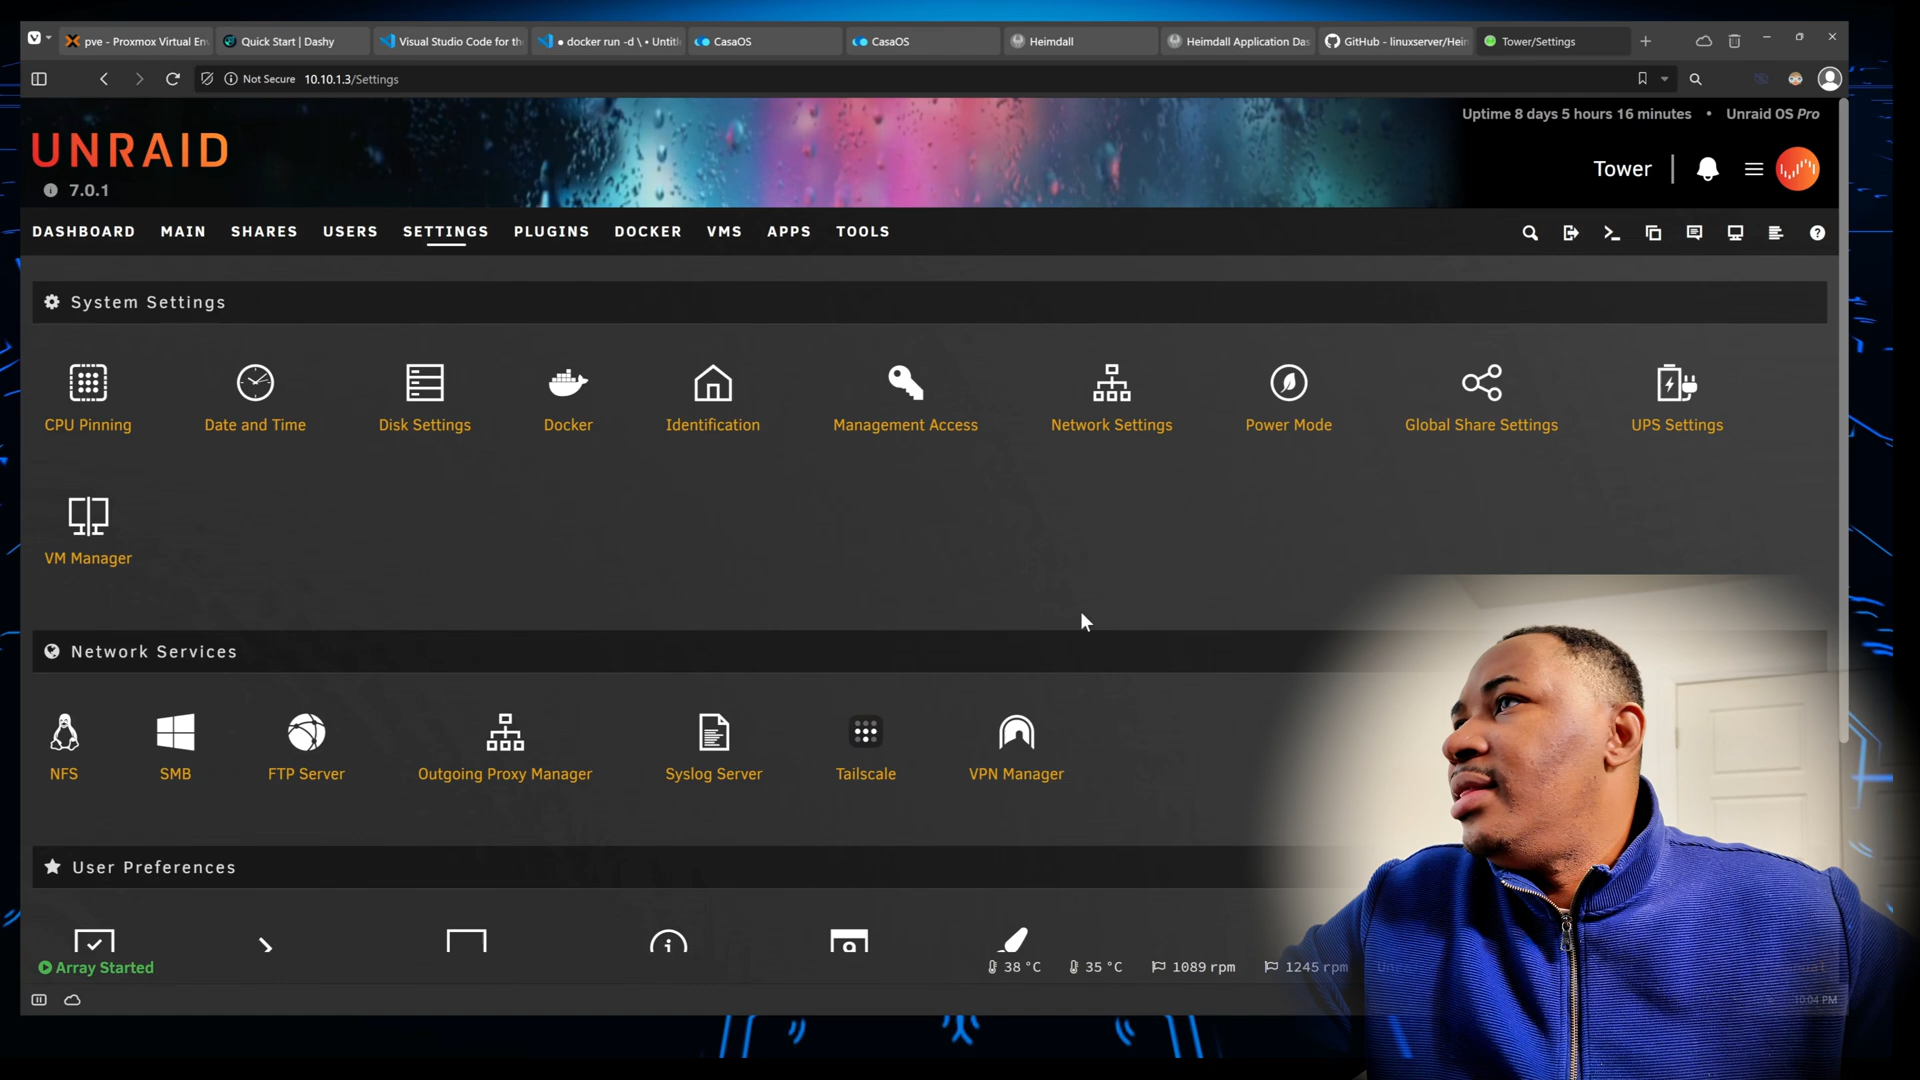 pve - Proxmox Virtual En
Quick Start | Dashy
Visual Studio Code for th
● docker run -d \ • Untitl
CasaOS
CasaOS
Heimdall
Heimdall Application Das
GitHub - linuxserver/Hein
Tower/Settings
Not Secure 10.10.1.3/Settings
Uptime 8 days 5 hours 16 minutes • Unraid OS Pro
UNRAID
7.0.1
Tower
DASHBOARD MAIN SHARES USERS SETTINGS PLUGINS DOCKER VMS APPS TOOLS
System Settings
CPU Pinning Date and Time Disk Settings Docker Identification Management Access Network Settings Power Mode Global Share Settings UPS Settings
VM Manager
Network Services
NFS SMB FTP Server Outgoing Proxy Manager Syslog Server Tailscale VPN Manager
User Preferences
Array Started 38 °C 35 °C 1089 rpm 1245 rpm
10:04 PM